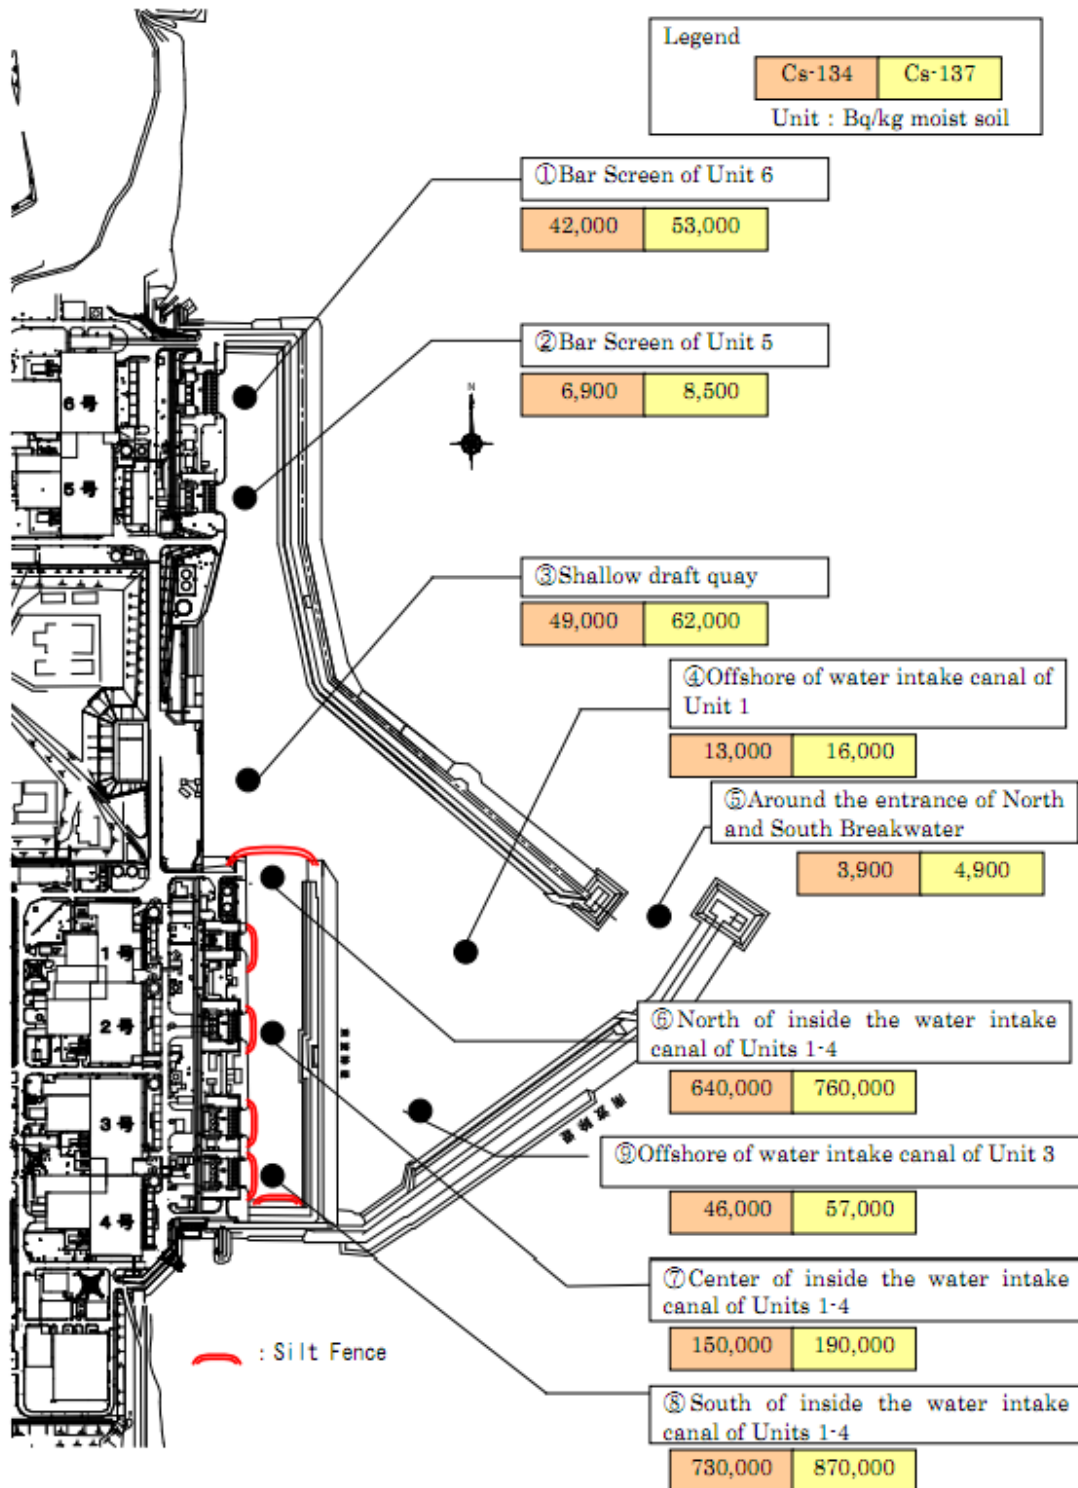 Legend
Cs-134 Cs-137
Unit : Bq/kg moist soil
①Bar Screen of Unit 6
42,000 53,000
②Bar Screen of Unit 5
6,900 8,500
N
6号
5号
③Shallow draft quay
49,000 62,000
④Offshore of water intake canal of
Unit 1
13,000 16,000
⑤Around the entrance of North
and South Breakwater
3,900 4,900
1号
2号
3号
4号
⑥North of inside the water intake
canal of Units 1-4
640,000 760,000
⑨Offshore of water intake canal of Unit 3
46,000 57,000
⑦Center of inside the water intake
canal of Units 1-4
150,000 190,000
: Silt Fence
⑧South of inside the water intake
canal of Units 1-4
730,000 870,000